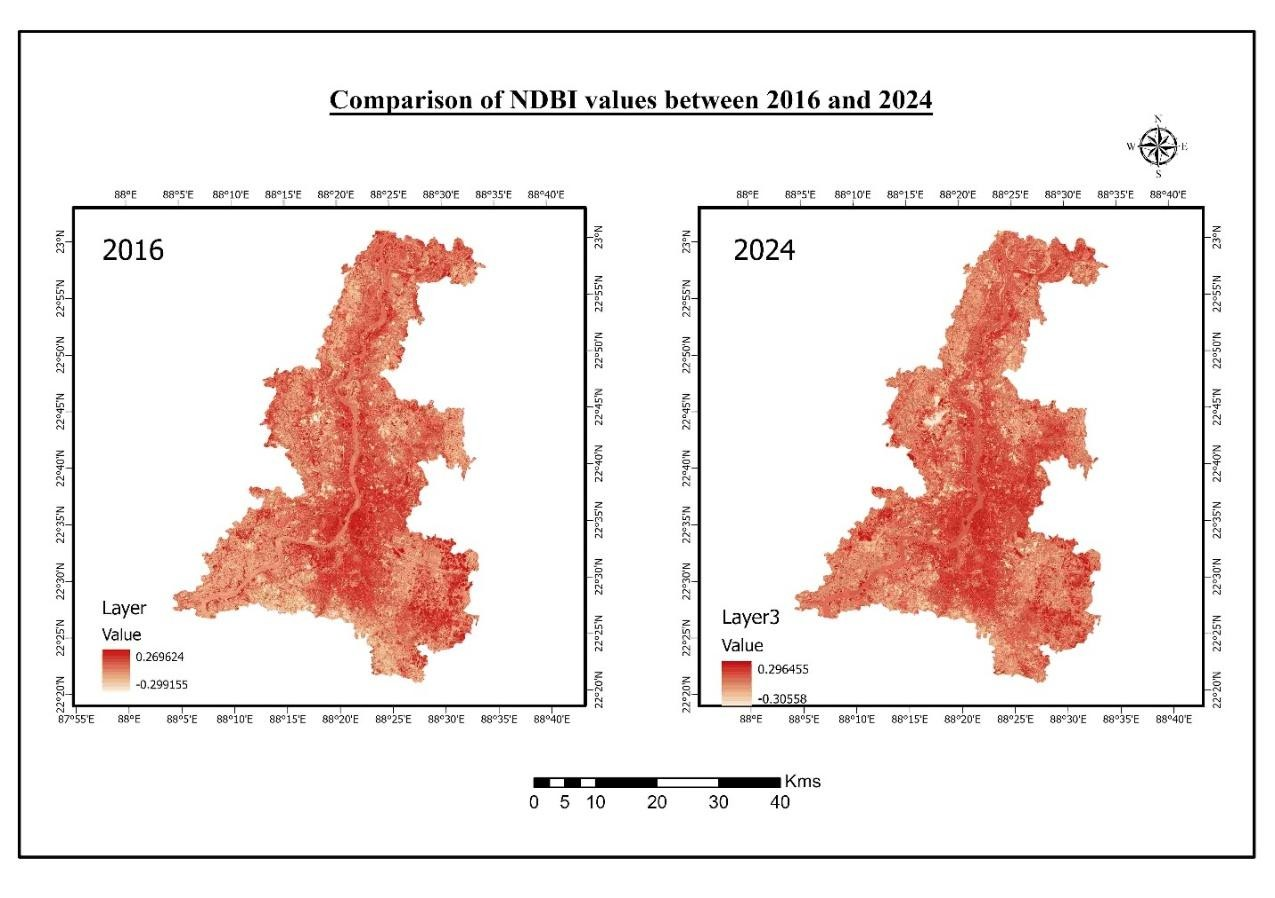 Comparison of NDBI values between 2016 and 2024
N
W E
S
88°E 88°5'E 88°10'E 88°15'E 88°20'E 88°25'E 88°30'E 88°35'E 88°40'E
88°E 88°5'E 88°10'E 88°15'E 88°20'E 88°25'E 88°30'E 88°35'E 88°40'E
2016
23°N
22°55'N
22°50'N
22°45'N
22°40'N
22°35'N
22°30'N
22°25'N
22°20'N
23°N
22°55'N
22°50'N
22°45'N
22°40'N
22°35'N
22°30'N
22°25'N
22°20'N
Layer
Value
0.269624
-0.299155
87°55'E 88°E 88°5'E 88°10'E 88°15'E 88°20'E 88°25'E 88°30'E 88°35'E 88°40'E
2024
23°N
22°55'N
22°50'N
22°45'N
22°40'N
22°35'N
22°30'N
22°25'N
22°20'N
23°N
22°55'N
22°50'N
22°45'N
22°40'N
22°35'N
22°30'N
22°25'N
22°20'N
Layer3
Value
0.296455
-0.30558
88°E 88°5'E 88°10'E 88°15'E 88°20'E 88°25'E 88°30'E 88°35'E 88°40'E
Kms
0 5 10 20 30 40